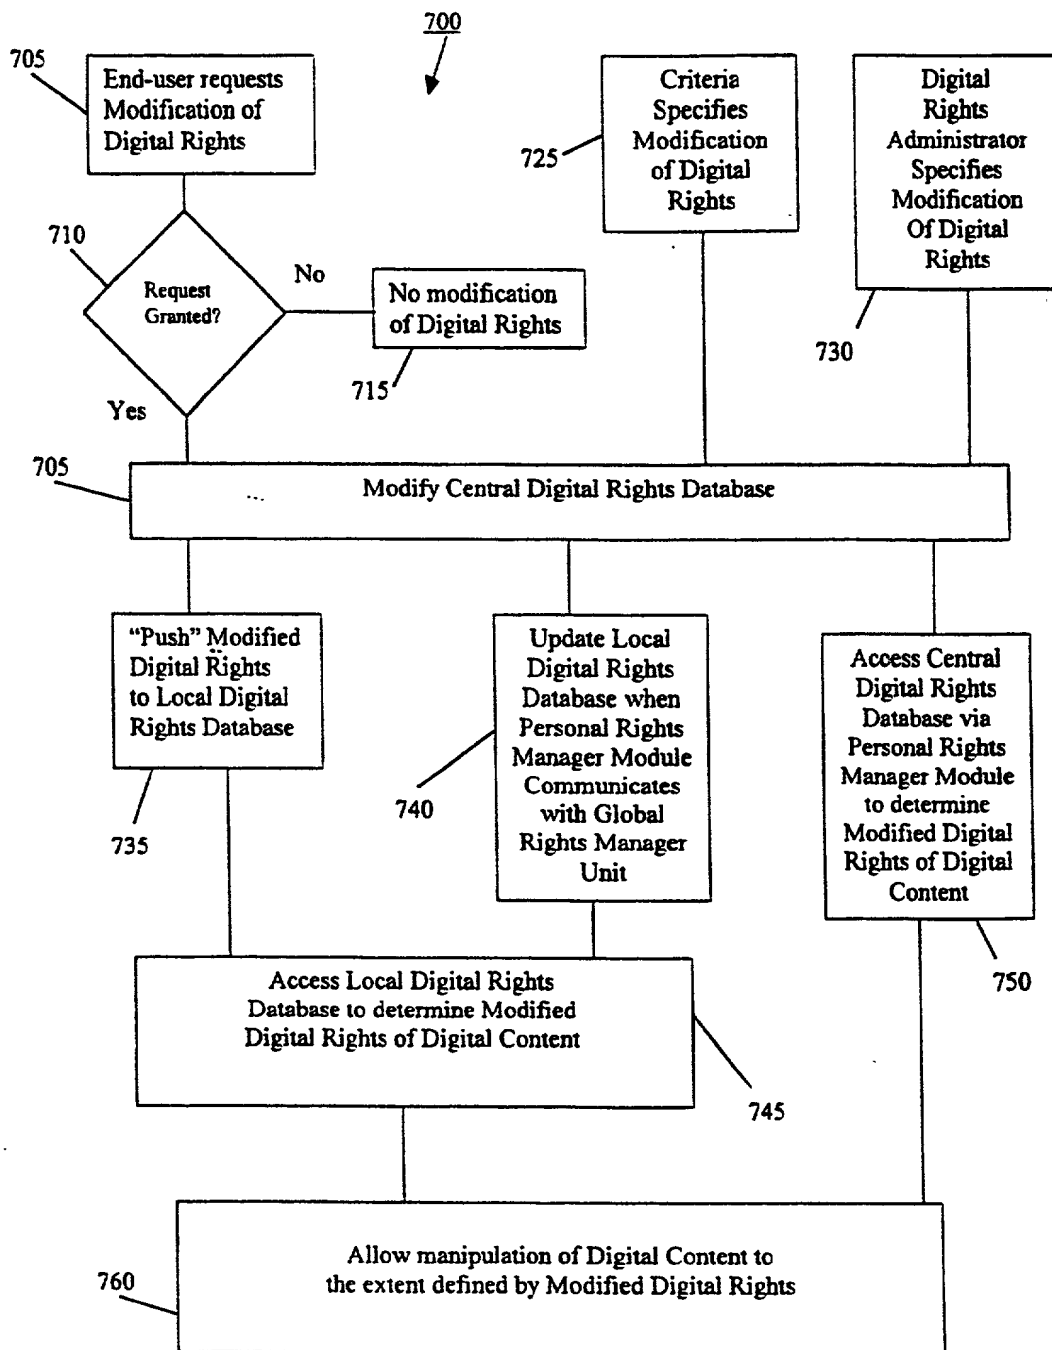 700
705
End-user requests
Modification of
Digital Rights
Criteria
Specifies
Modification
of Digital
Rights
725
Digital
Rights
Administrator
Specifies
Modification
Of Digital
Rights
730
710
Request
Granted?
No
No modification
of Digital Rights
715
Yes
705
Modify Central Digital Rights Database
"Push" Modified
Digital Rights
to Local Digital
Rights Database
735
Update Local
Digital Rights
Database when
Personal Rights
Manager Module
Communicates
with Global
Rights Manager
Unit
740
Access Central
Digital Rights
Database via
Personal Rights
Manager Module
to determine
Modified Digital
Rights of Digital
Content
750
Access Local Digital Rights
Database to determine Modified
Digital Rights of Digital Content
745
Allow manipulation of Digital Content to
the extent defined by Modified Digital Rights
760